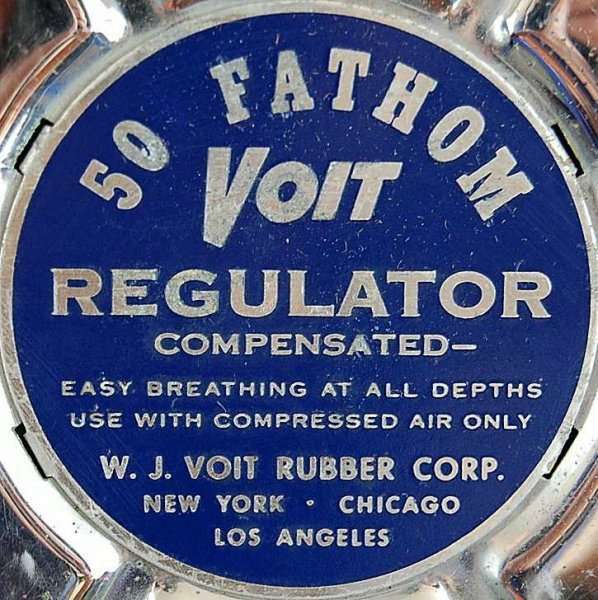 50 FATHOM
VOIT
REGULATOR
COMPENSATED—
EASY BREATHING AT ALL DEPTHS
USE WITH COMPRESSED AIR ONLY
W. J. VOIT RUBBER CORP.
NEW YORK · CHICAGO
LOS ANGELES